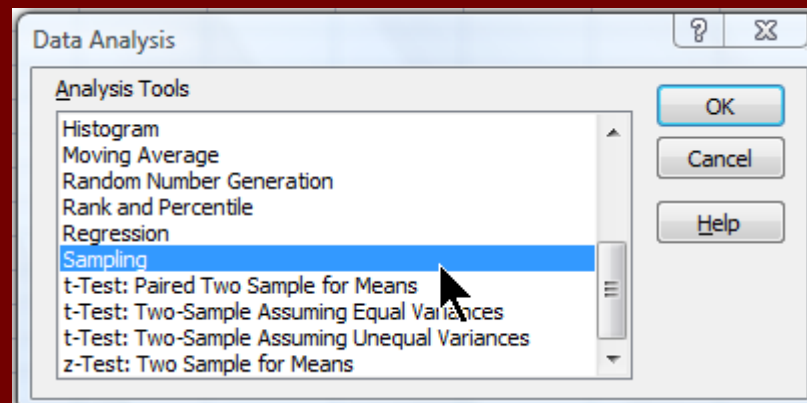 Data Analysis
Analysis Tools
Histogram
Moving Average
Random Number Generation
Rank and Percentile
Regression
Sampling
t-Test: Paired Two Sample for Means
t-Test: Two-Sample Assuming Equal Variances
t-Test: Two-Sample Assuming Unequal Variances
z-Test: Two Sample for Means
OK
Cancel
Help